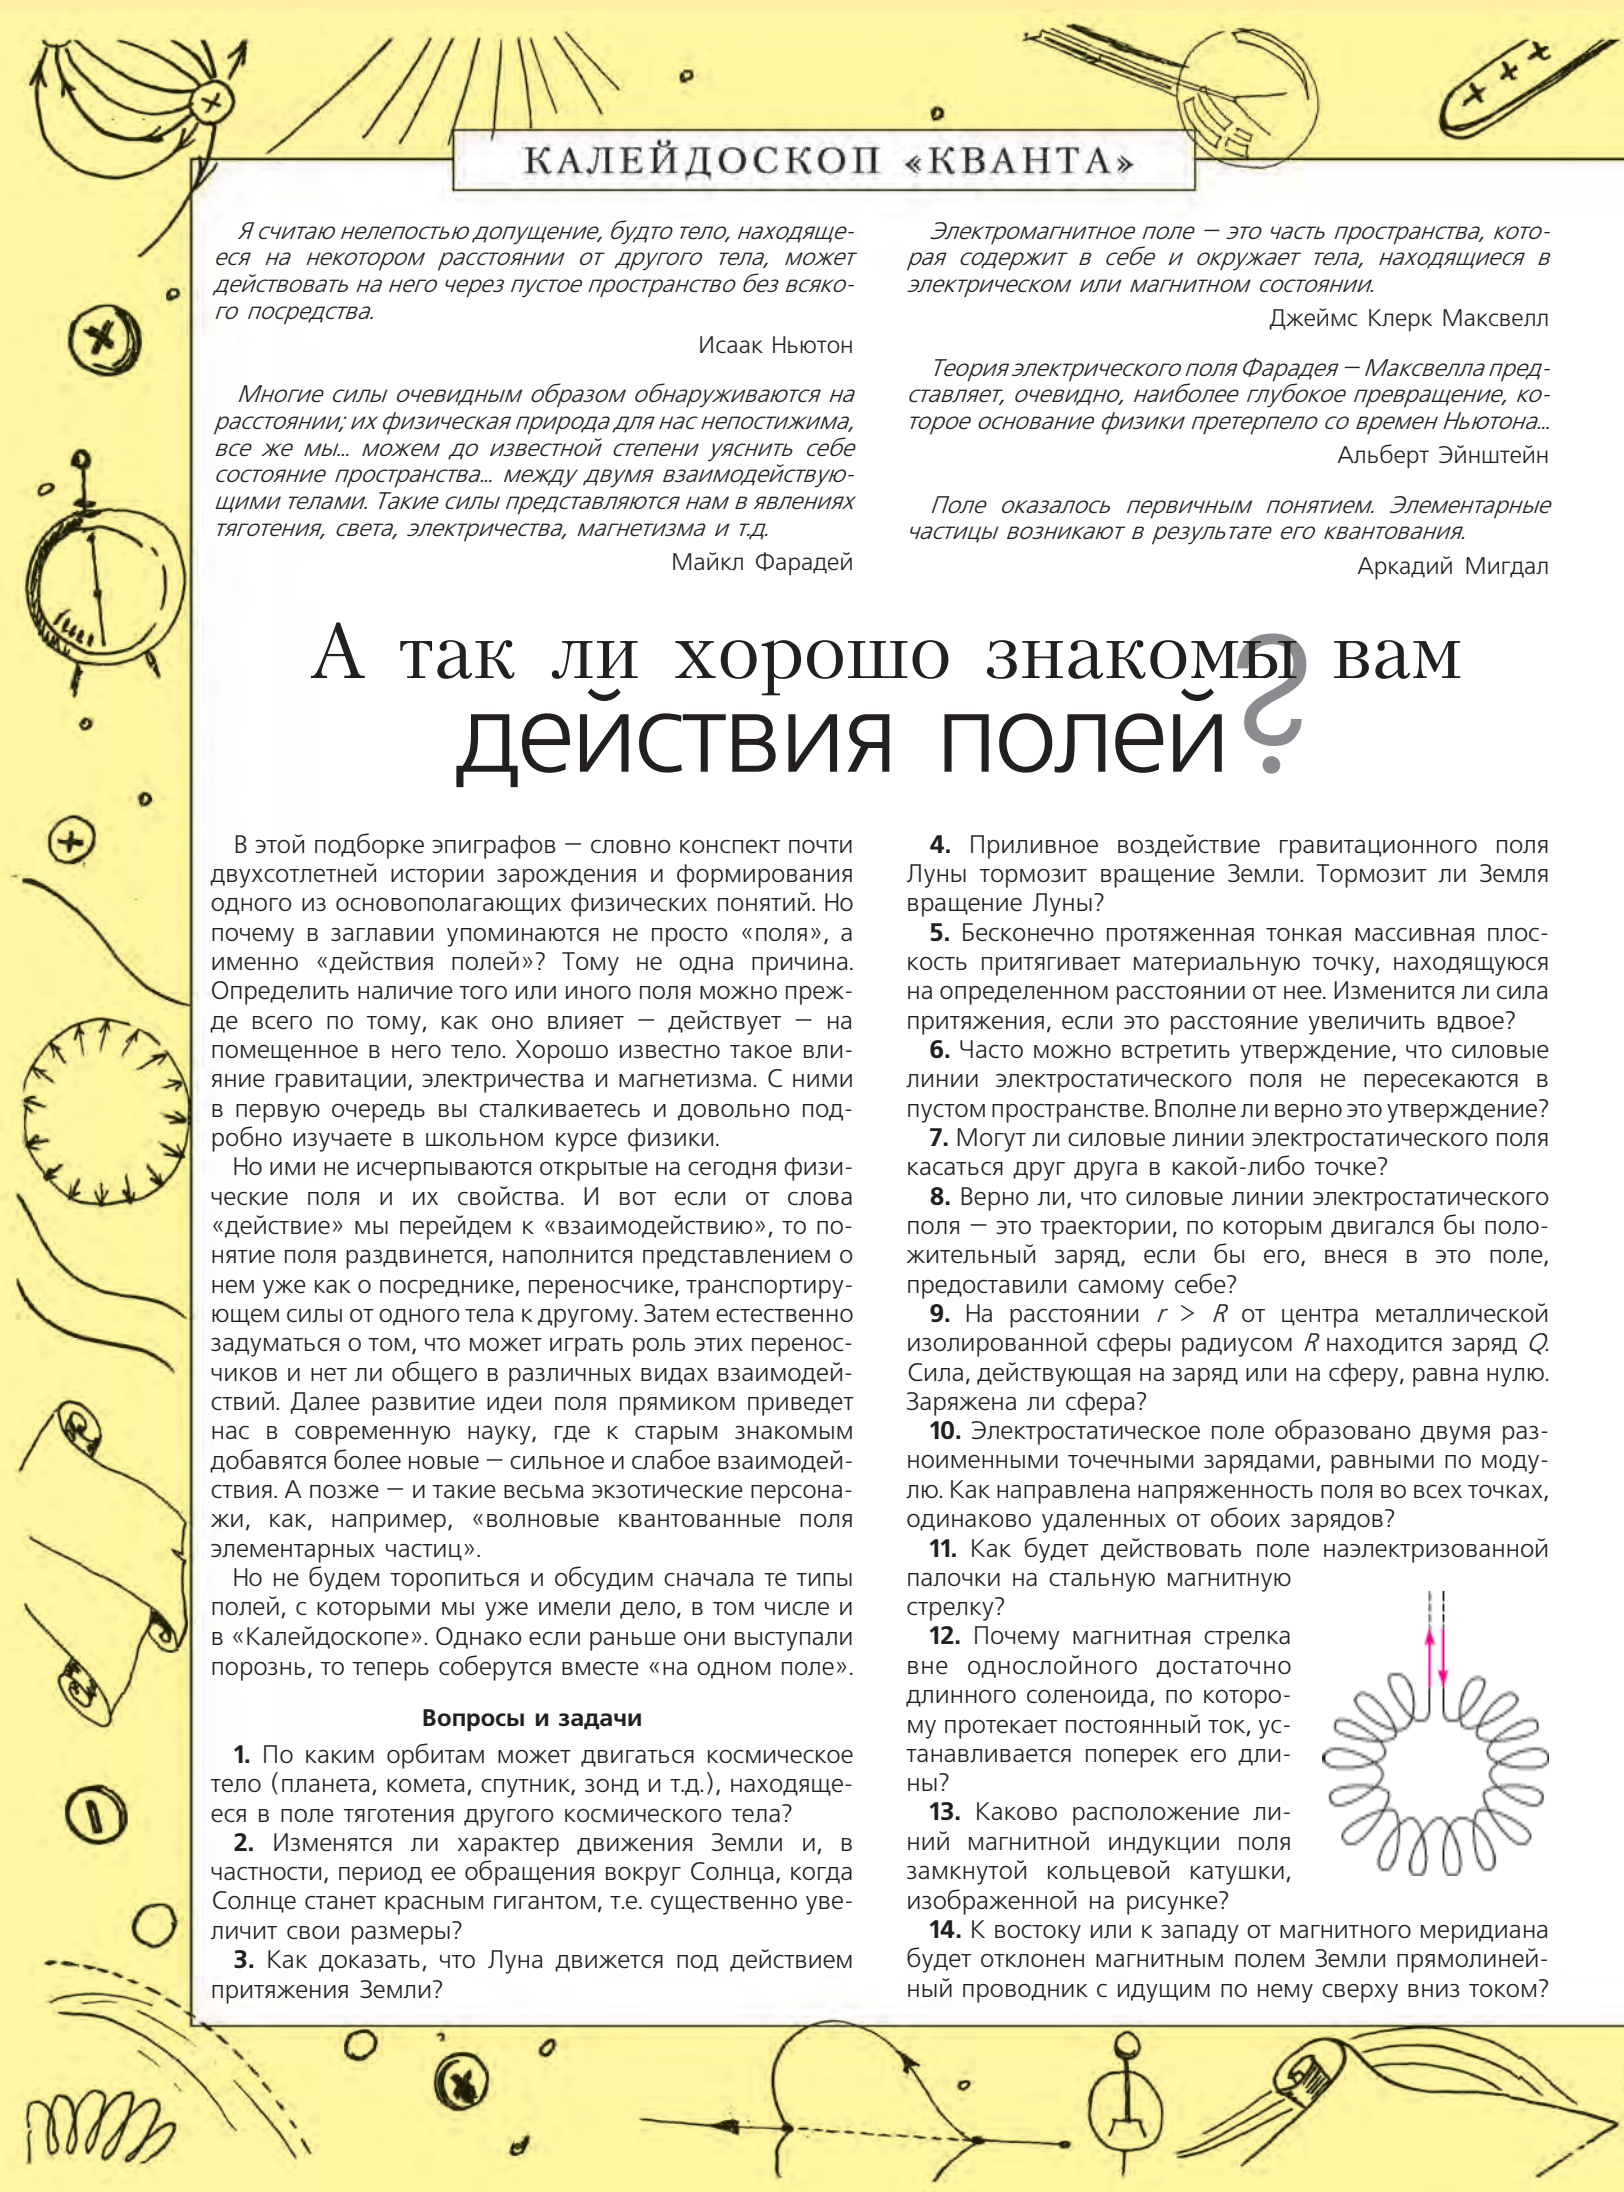 КАЛЕЙДОСКОП «КВАНТА»
Я считаю нелепостью допущение, будто тело, находяще-
еся на некотором расстоянии от другого тела, может
действовать на него через пустое пространство без всяко-
го посредства.
Исаак Ньютон
Многие силы очевидным образом обнаруживаются на
расстоянии; их физическая природа для нас непостижима,
все же мы... можем до известной степени уяснить себе
состояние пространства... между двумя взаимодействую-
щими телами. Такие силы представляются нам в явлениях
тяготения, света, электричества, магнетизма и т.д.
Майкл Фарадей
Электромагнитное поле – это часть пространства, кото-
рая содержит в себе и окружает тела, находящиеся в
электрическом или магнитном состоянии.
Джеймс Клерк Максвелл
Теория электрического поля Фарадея – Максвелла пред-
ставляет, очевидно, наиболее глубокое превращение, ко-
торое основание физики претерпело со времен Ньютона...
Альберт Эйнштейн
Поле оказалось первичным понятием. Элементарные
частицы возникают в результате его квантования.
Аркадий Мигдал
А так ли хорошо знакомы вам
действия полей?
В этой подборке эпиграфов – словно конспект почти
двухсотлетней истории зарождения и формирования
одного из основополагающих физических понятий. Но
почему в заглавии упоминаются не просто «поля», а
именно «действия полей»? Тому не одна причина.
Определить наличие того или иного поля можно преж-
де всего по тому, как оно влияет – действует – на
помещенное в него тело. Хорошо известно такое вли-
яние гравитации, электричества и магнетизма. С ними
в первую очередь вы сталкиваетесь и довольно под-
робно изучаете в школьном курсе физики.
Но ими не исчерпываются открытые на сегодня физи-
ческие поля и их свойства. И вот если от слова
«действие» мы перейдем к «взаимодействию», то по-
нятие поля раздвинется, наполнится представлением о
нем уже как о посреднике, переносчике, транспортиру-
ющем силы от одного тела к другому. Затем естественно
задуматься о том, что может играть роль этих перенос-
чиков и нет ли общего в различных видах взаимодей-
ствий. Далее развитие идеи поля прямиком приведет
нас в современную науку, где к старым знакомым
добавятся более новые – сильное и слабое взаимодей-
ствия. А позже – и такие весьма экзотические персона-
жи, как, например, «волновые квантованные поля
элементарных частиц».
Но не будем торопиться и обсудим сначала те типы
полей, с которыми мы уже имели дело, в том числе и
в «Калейдоскопе». Однако если раньше они выступали
порознь, то теперь соберутся вместе «на одном поле».
Вопросы и задачи
1. По каким орбитам может двигаться космическое
тело (планета, комета, спутник, зонд и т.д.), находяще-
еся в поле тяготения другого космического тела?
2. Изменятся ли характер движения Земли и, в
частности, период ее обращения вокруг Солнца, когда
Солнце станет красным гигантом, т.е. существенно уве-
личит свои размеры?
3. Как доказать, что Луна движется под действием
притяжения Земли?
4. Приливное воздействие гравитационного поля
Луны тормозит вращение Земли. Тормозит ли Земля
вращение Луны?
5. Бесконечно протяженная тонкая массивная плос-
кость притягивает материальную точку, находящуюся
на определенном расстоянии от нее. Изменится ли сила
притяжения, если это расстояние увеличить вдвое?
6. Часто можно встретить утверждение, что силовые
линии электростатического поля не пересекаются в
пустом пространстве. Вполне ли верно это утверждение?
7. Могут ли силовые линии электростатического поля
касаться друг друга в какой-либо точке?
8. Верно ли, что силовые линии электростатического
поля – это траектории, по которым двигался бы поло-
жительный заряд, если бы его, внеся в это поле,
предоставили самому себе?
9. На расстоянии r > R от центра металлической
изолированной сферы радиусом R находится заряд Q.
Сила, действующая на заряд или на сферу, равна нулю.
Заряжена ли сфера?
10. Электростатическое поле образовано двумя раз-
ноименными точечными зарядами, равными по моду-
лю. Как направлена напряженность поля во всех точках,
одинаково удаленных от обоих зарядов?
11. Как будет действовать поле наэлектризованной
палочки на стальную магнитную
стрелку?
12. Почему магнитная стрелка
вне однослойного достаточно
длинного соленоида, по которо-
му протекает постоянный ток, ус-
танавливается поперек его дли-
ны?
13. Каково расположение ли-
ний магнитной индукции поля
замкнутой кольцевой катушки,
изображенной на рисунке?
14. К востоку или к западу от магнитного меридиана
будет отклонен магнитным полем Земли прямолиней-
ный проводник с идущим по нему сверху вниз током?